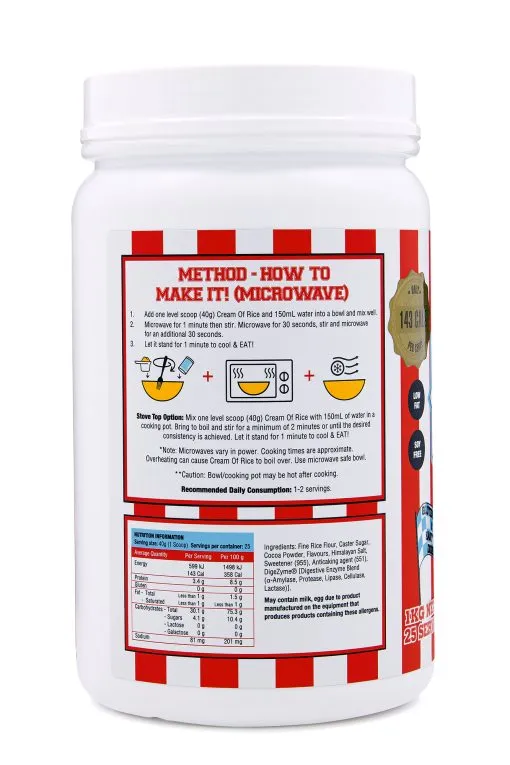 METHOD - HOW TO
MAKE IT! (MICROWAVE)
1. Add one level scoop (40g) Cream Of Rice and 150mL water into a bowl and mix well.
2. Microwave for 1 minute then stir. Microwave for 30 seconds, stir and microwave
for an additional 30 seconds.
3. Let it stand for 1 minute to cool & EAT!
+ +
Stove Top Option: Mix one level scoop (40g) Cream Of Rice with 150mL of water in a
cooking pot. Bring to boil and stir for a minimum of 2 minutes or until the desired
consistency is achieved. Let it stand for 1 minute to cool & EAT!
*Note: Microwaves vary in power. Cooking times are approximate.
Overheating can cause Cream Of Rice to boil over. Use microwave safe bowl.
**Caution: Bowl/cooking pot may be hot after cooking.
Recommended Daily Consumption: 1-2 servings.
NUTRITION INFORMATION
Serving size: 40g (1 Scoop) Servings per container: 25
Average Quantity Per Serving Per 100 g
Energy 599 kJ 1498 kJ
143 Cal 358 Cal
Protein 3.4 g 8.5 g
Gluten 0 g 0 g
Fat - Total Less than 1 g 1.5 g
- Saturated Less than 1 g Less than 1 g
Carbohydrates - Total 30.1 g 75.3 g
- Sugars 4.1 g 10.4 g
- Lactose 0 g 0 g
- Galactose 0 g 0 g
Sodium 81 mg 201 mg
Ingredients: Fine Rice Flour, Caster Sugar,
Cocoa Powder, Flavours, Himalayan Salt,
Sweetener (955), Anticaking agent (551),
DigeZyme® [Digestive Enzyme Blend
(α-Amylase, Protease, Lipase, Cellulase,
Lactase)].
May contain milk, egg due to product
manufactured on the equipment that
produces products containing these allergens.
143 CAL
LOW
FAT
SOY
FREE
1KG
25